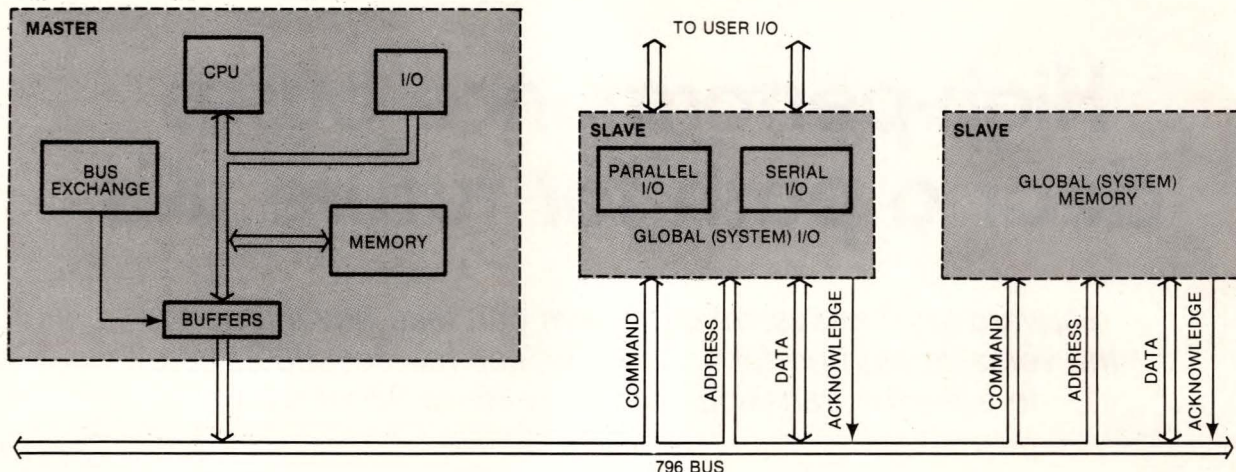 MASTER
CPU
I/O
BUS
EXCHANGE
MEMORY
BUFFERS
TO USER I/O
SLAVE
PARALLEL
I/O
SERIAL
I/O
GLOBAL (SYSTEM) I/O
COMMAND
ADDRESS
DATA
ACKNOWLEDGE
SLAVE
GLOBAL (SYSTEM)
MEMORY
COMMAND
ADDRESS
DATA
ACKNOWLEDGE
796 BUS